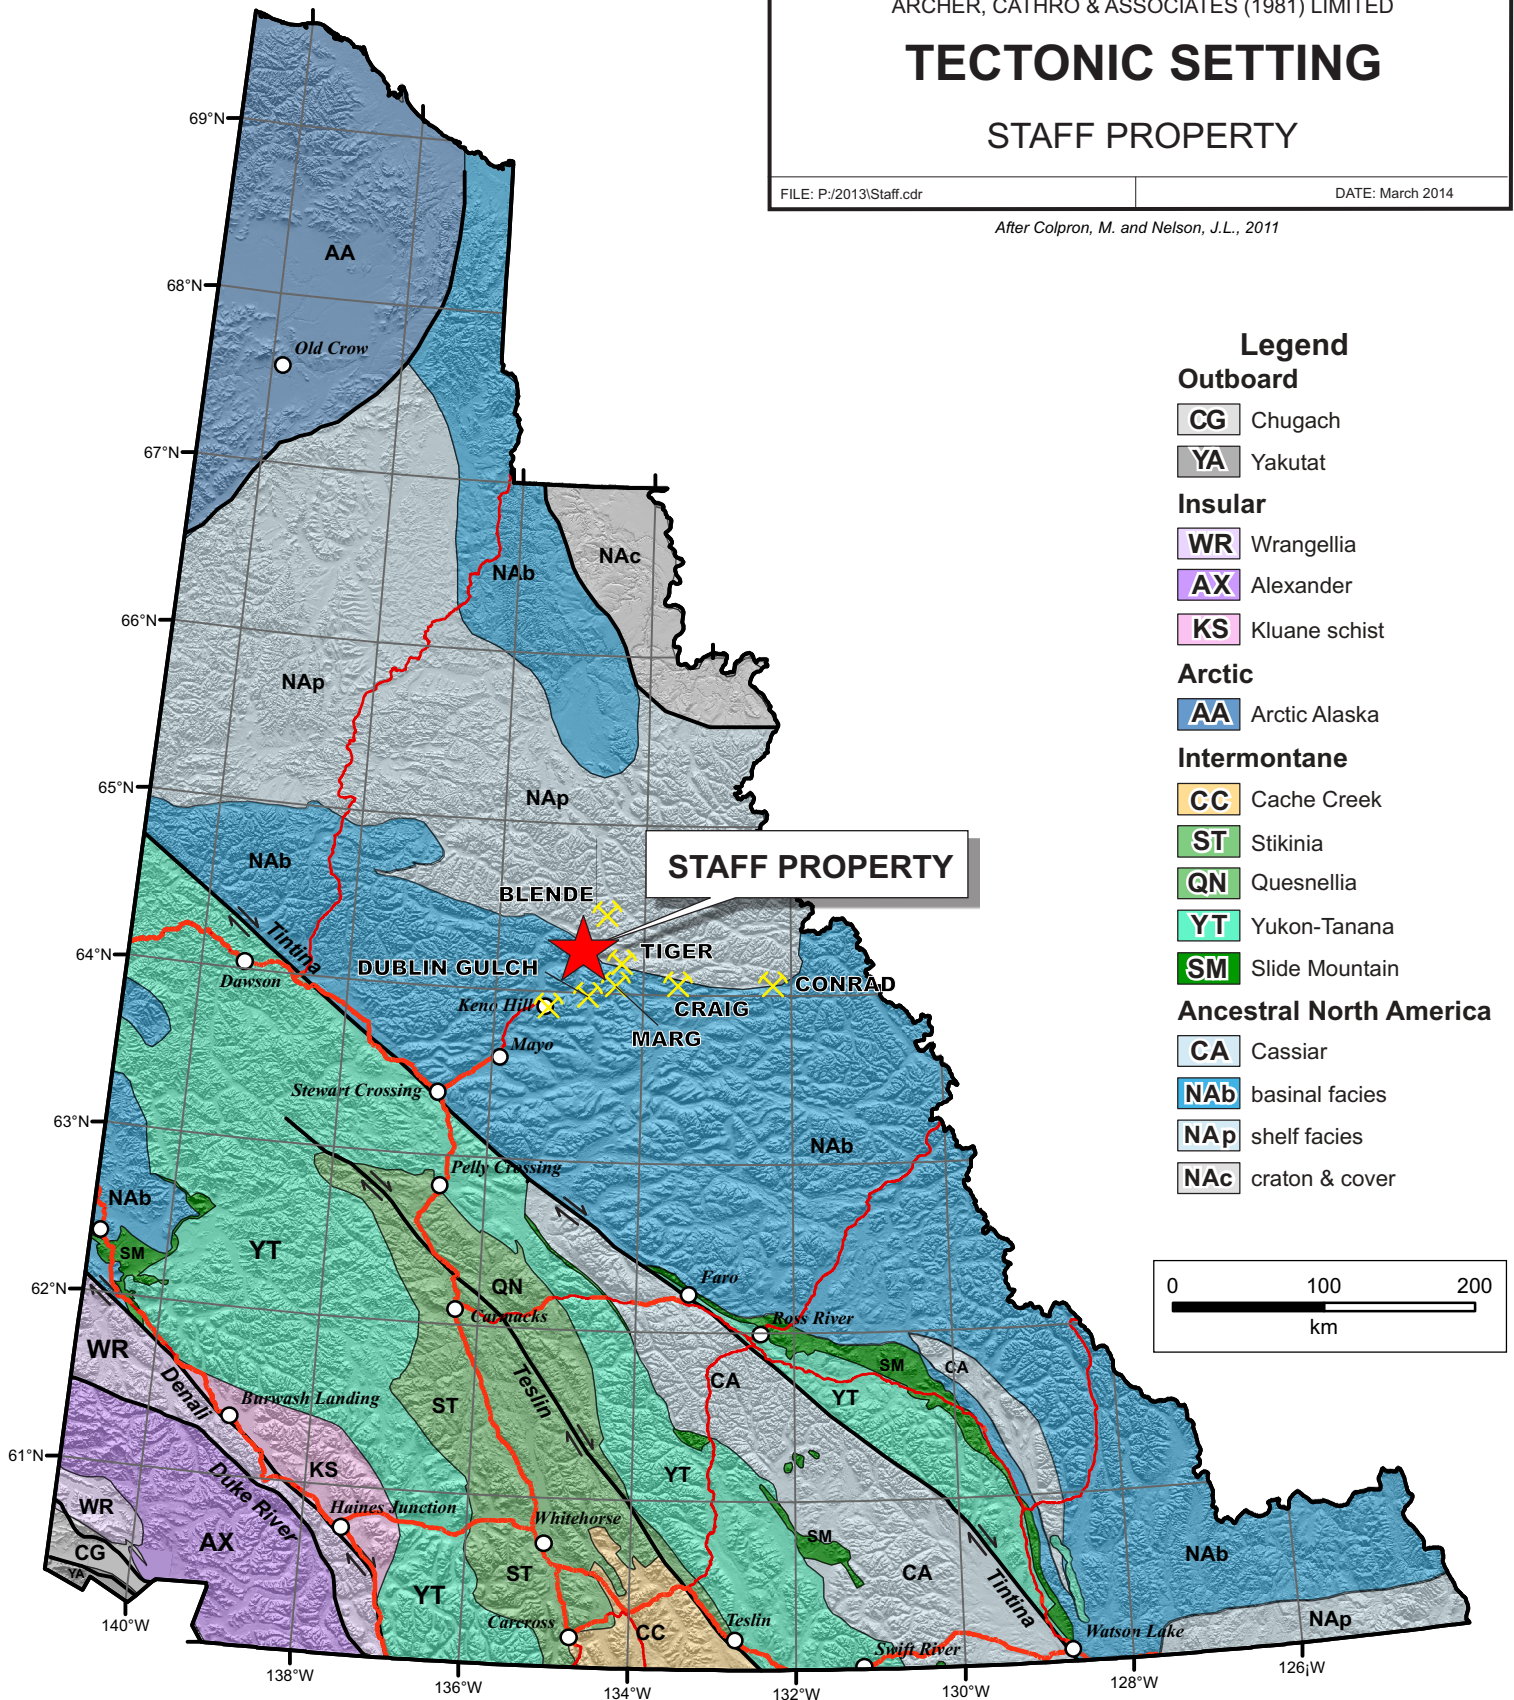 ARCHER, CATHRO & ASSOCIATES (1981) LIMITED
TECTONIC SETTING
STAFF PROPERTY
FILE: P:/2013\Staff.cdr
DATE: March 2014
After Colpron, M. and Nelson, J.L., 2011
69°N
68°N
67°N
66°N
65°N
64°N
63°N
62°N
61°N
140°W
138°W
136°W
134°W
132°W
130°W
128°W
126°W
AA
Old Crow
NAc
NAb
NAp
NAp
NAb
STAFF PROPERTY
BLENDE
TIGER
DUBLIN GULCH
CONRAD
CRAIG
MARG
Keno Hill
Mayo
Tintina
Dawson
Stewart Crossing
Pelly Crossing
NAb
NAb
SM
YT
QN
Carmacks
Faro
Ross River
SM
CA
WR
Denali
Burwash Landing
ST
Teslin
CA
YT
YT
KS
Duke River
Haines Junction
Whitehorse
WR
CG
YA
AX
YT
ST
SM
CA
Tintina
NAb
NAp
Carcross
CC
Teslin
Swift River
Watson Lake
Legend
Outboard
CG Chugach
YA Yakutat
Insular
WR Wrangellia
AX Alexander
KS Kluane schist
Arctic
AA Arctic Alaska
Intermontane
CC Cache Creek
ST Stikinia
QN Quesnellia
YT Yukon-Tanana
SM Slide Mountain
Ancestral North America
CA Cassiar
NAb basinal facies
NAp shelf facies
NAc craton & cover
0 100 200
km